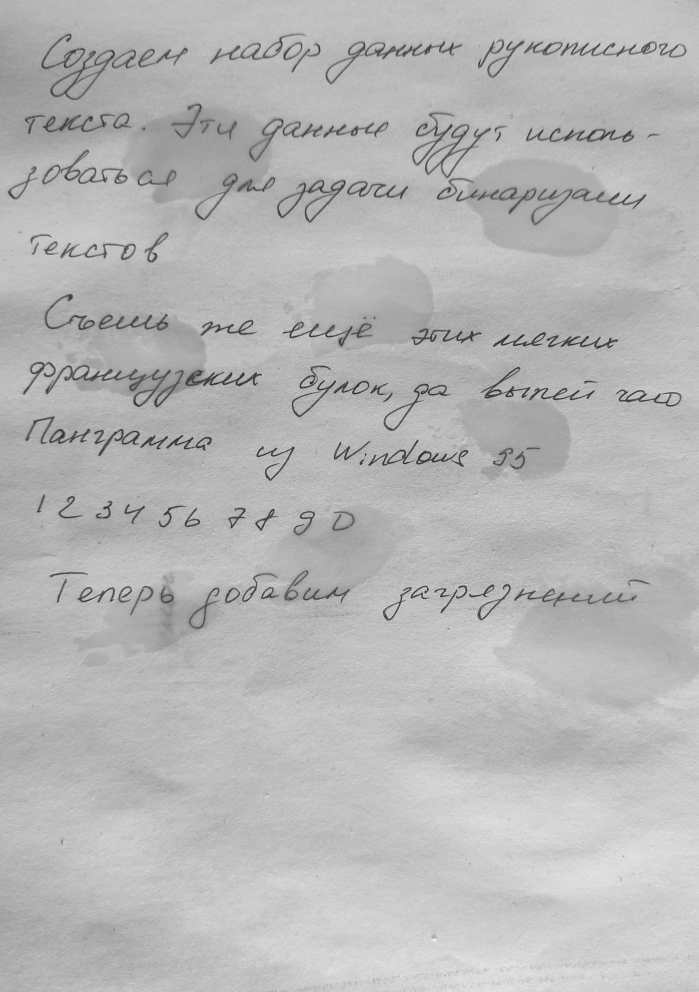 Создаем набор данных рукописного
текста. Эти данные будут исполь-
зоваться для задачи бинаризации
текстов
Съешь же ещё этих мягких
французских булок, да выпей чаю
Панграмма из Windows 95
1 2 3 4 5 6 7 8 9 0
Теперь добавим загрязнений